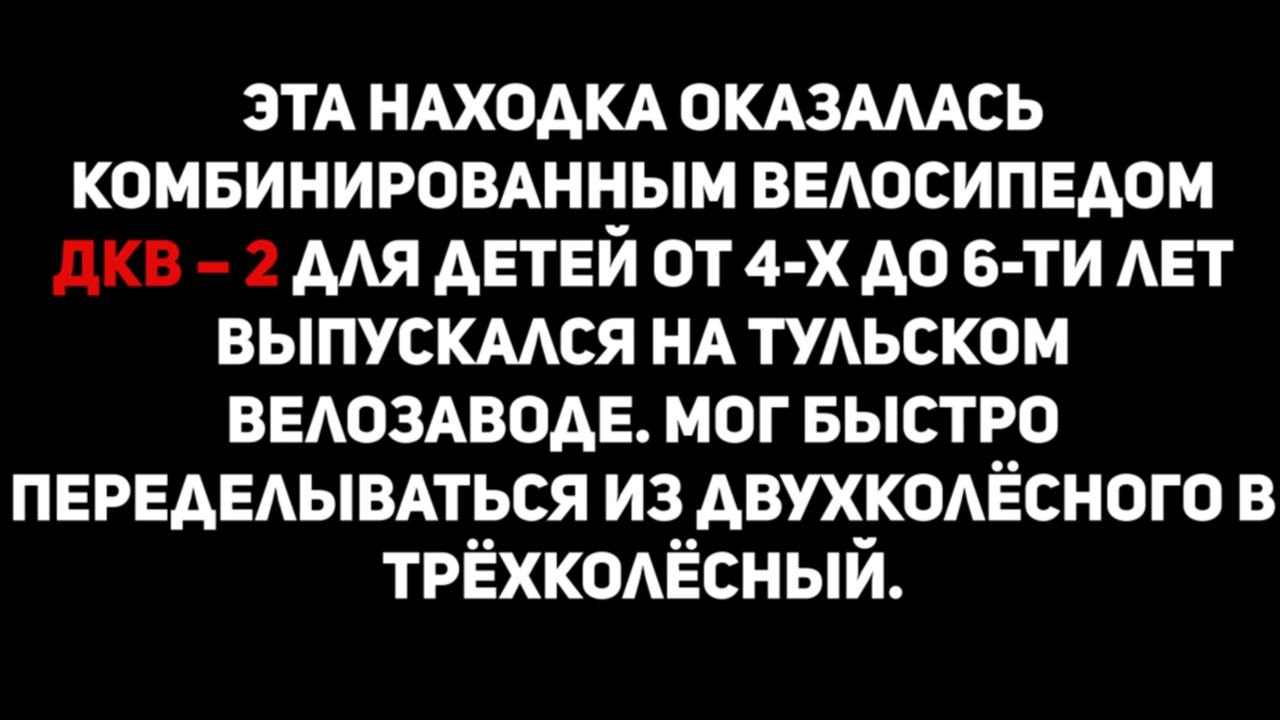 ЭТА НАХОДКА ОКАЗАЛАСЬ
КОМБИНИРОВАННЫМ ВЕЛОСИПЕДОМ
ДКВ – 2 ДЛЯ ДЕТЕЙ ОТ 4-Х ДО 6-ТИ ЛЕТ
ВЫПУСКАЛСЯ НА ТУЛЬСКОМ
ВЕЛОЗАВОДЕ. МОГ БЫСТРО
ПЕРЕДЕЛЫВАТЬСЯ ИЗ ДВУХКОЛЁСНОГО В
ТРЁХКОЛЁСНЫЙ.